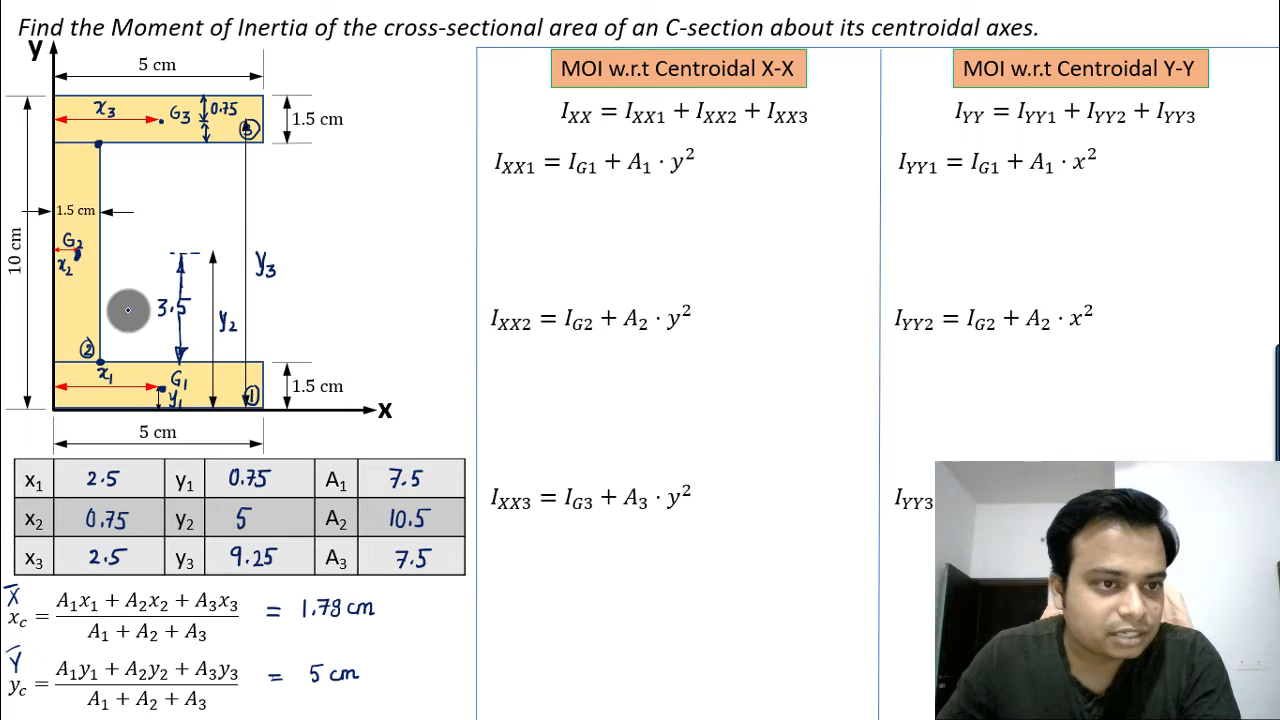 Find the Moment of Inertia of the cross-sectional area of an C-section about its centroidal axes.
y
5 cm
x3
G3
0.75
3
1.5 cm
1.5 cm
10 cm
G2
x2
3.5
y3
y2
2
x1
G1
y1
1
1.5 cm
x
5 cm
x1 2.5 y1 0.75 A1 7.5
x2 0.75 y2 5 A2 10.5
x3 2.5 y3 9.25 A3 7.5
X̄
xc = (A1x1 + A2x2 + A3x3) / (A1 + A2 + A3) = 1.78 cm
Ȳ
yc = (A1y1 + A2y2 + A3y3) / (A1 + A2 + A3) = 5 cm
MOI w.r.t Centroidal X-X
IXX = IXX1 + IXX2 + IXX3
IXX1 = IG1 + A1 · y²
IXX2 = IG2 + A2 · y²
IXX3 = IG3 + A3 · y²
MOI w.r.t Centroidal Y-Y
IYY = IYY1 + IYY2 + IYY3
IYY1 = IG1 + A1 · x²
IYY2 = IG2 + A2 · x²
IYY3